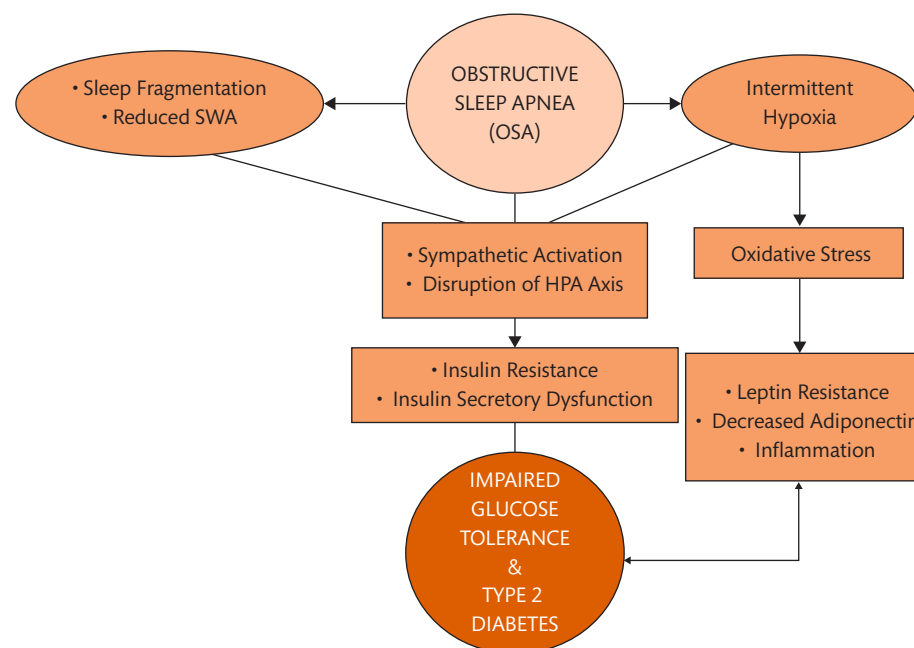 • Sleep Fragmentation
• Reduced SWA
OBSTRUCTIVE
SLEEP APNEA
(OSA)
Intermittent
Hypoxia
• Sympathetic Activation
• Disruption of HPA Axis
Oxidative Stress
• Insulin Resistance
• Insulin Secretory Dysfunction
• Leptin Resistance
• Decreased Adiponectin
• Inflammation
IMPAIRED
GLUCOSE
TOLERANCE
&
TYPE 2
DIABETES